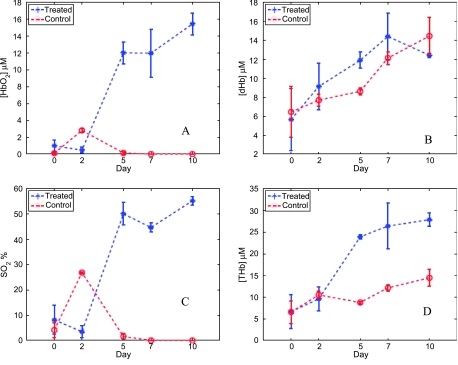 18
16
14
12
10
8
6
4
2
0
[HbO2] μM
Treated
Control
A
0 2 5 7 10
Day
18
16
14
12
10
8
6
4
2
[dHb] μM
Treated
Control
B
0 2 5 7 10
Day
60
50
40
30
20
10
0
SO2 %
Treated
Control
C
0 2 5 7 10
Day
35
30
25
20
15
10
5
0
[THb] μM
Treated
Control
D
0 2 5 7 10
Day